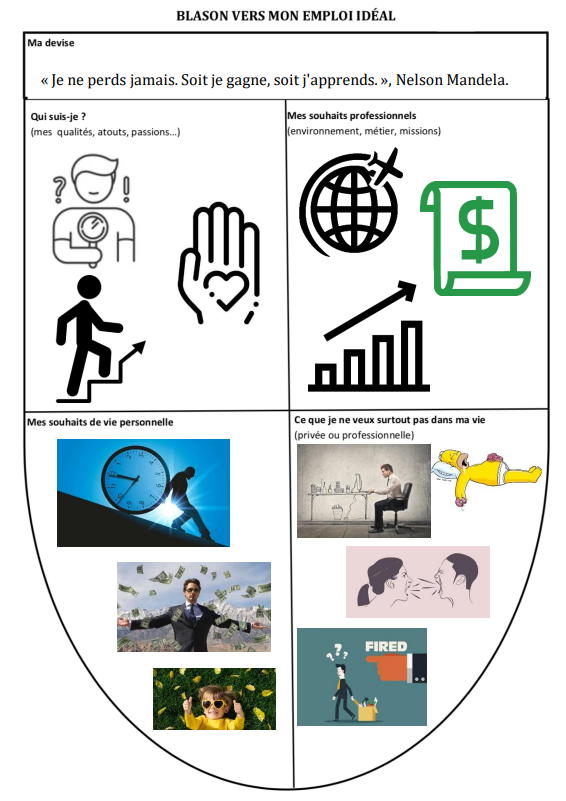 BLASON VERS MON EMPLOI IDÉAL
Ma devise
« Je ne perds jamais. Soit je gagne, soit j'apprends. », Nelson Mandela.
Qui suis-je ?
(mes qualités, atouts, passions…)
Mes souhaits professionnels
(environnement, métier, missions)
? !
$
Mes souhaits de vie personnelle
Ce que je ne veux surtout pas dans ma vie
(privée ou professionnelle)
FIRED
? ? ?